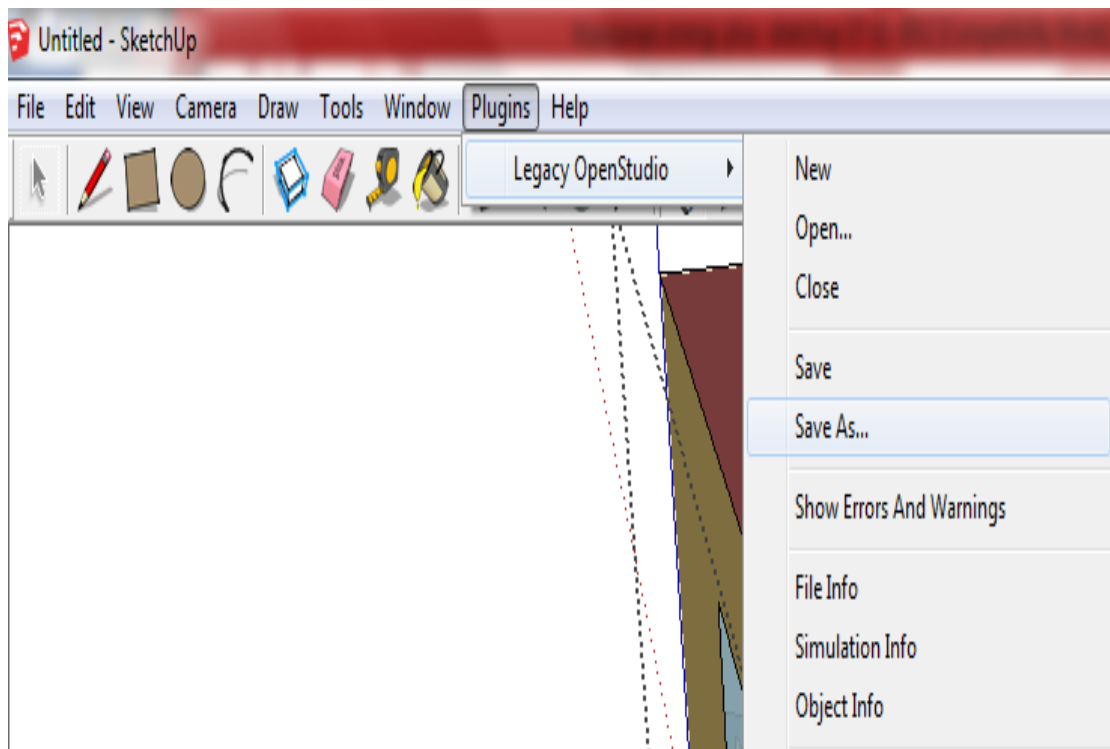 Untitled - SketchUp
File Edit View Camera Draw Tools Window Plugins Help
Legacy OpenStudio
New
Open...
Close
Save
Save As...
Show Errors And Warnings
File Info
Simulation Info
Object Info